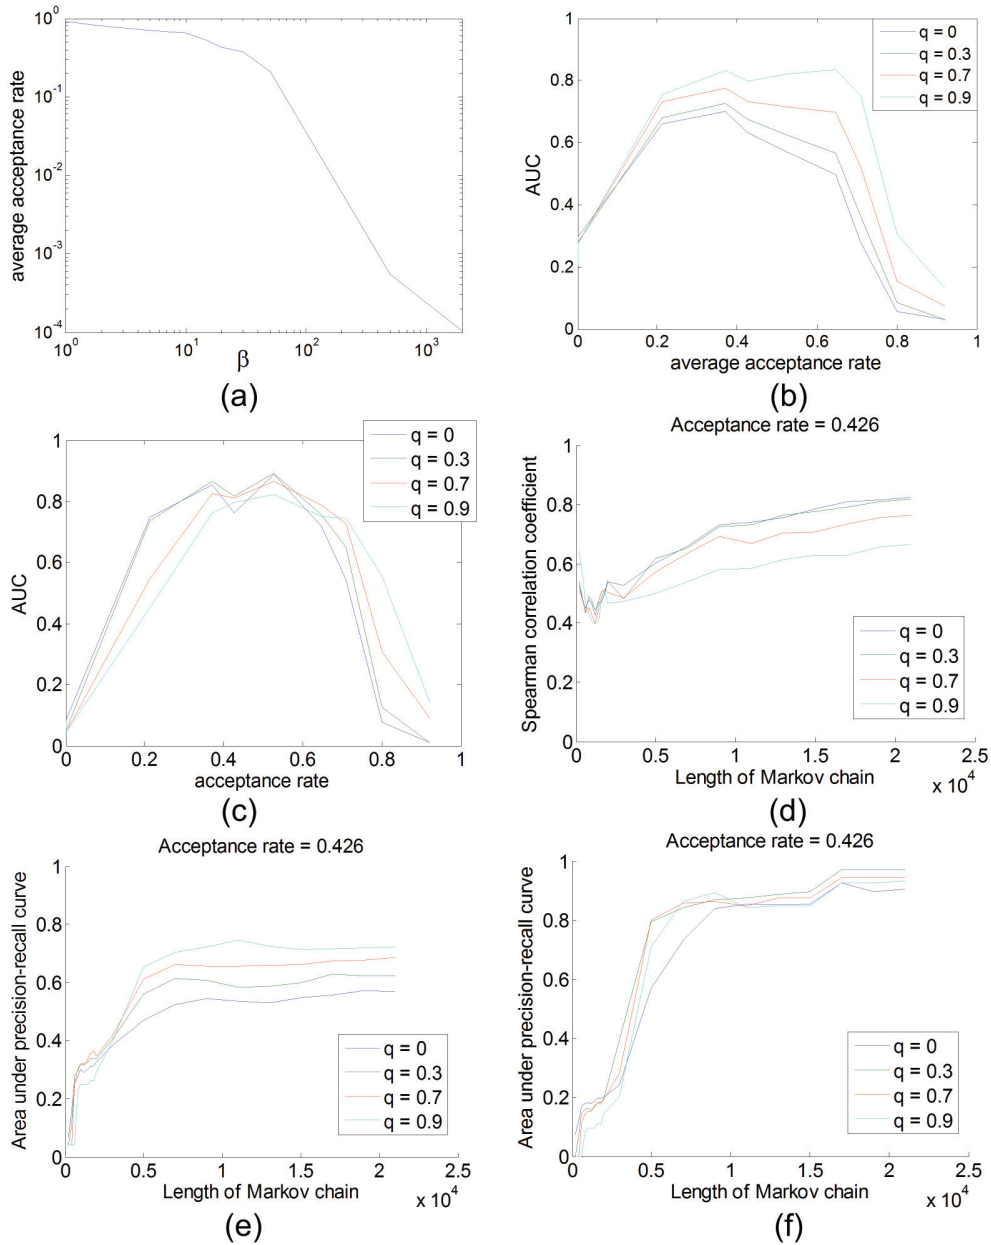 10^0
10^-1
10^-2
10^-3
10^-4
average acceptance rate
10^0 10^1 10^2 10^3
β
(a)
q = 0
q = 0.3
q = 0.7
q = 0.9
1
0.8
0.6
0.4
0.2
0
AUC
0 0.2 0.4 0.6 0.8 1
average acceptance rate
(b)
q = 0
q = 0.3
q = 0.7
q = 0.9
1
0.8
0.6
0.4
0.2
0
AUC
0 0.2 0.4 0.6 0.8 1
acceptance rate
(c)
Acceptance rate = 0.426
1
0.8
0.6
0.4
0.2
0
Spearman correlation coefficient
q = 0
q = 0.3
q = 0.7
q = 0.9
0 0.5 1 1.5 2 2.5
Length of Markov chain
x 10^4
(d)
Acceptance rate = 0.426
1
0.8
0.6
0.4
0.2
0
Area under precision-recall curve
q = 0
q = 0.3
q = 0.7
q = 0.9
0 0.5 1 1.5 2 2.5
Length of Markov chain
x 10^4
(e)
Acceptance rate = 0.426
1
0.8
0.6
0.4
0.2
0
Area under precision-recall curve
q = 0
q = 0.3
q = 0.7
q = 0.9
0 0.5 1 1.5 2 2.5
Length of Markov chain
x 10^4
(f)